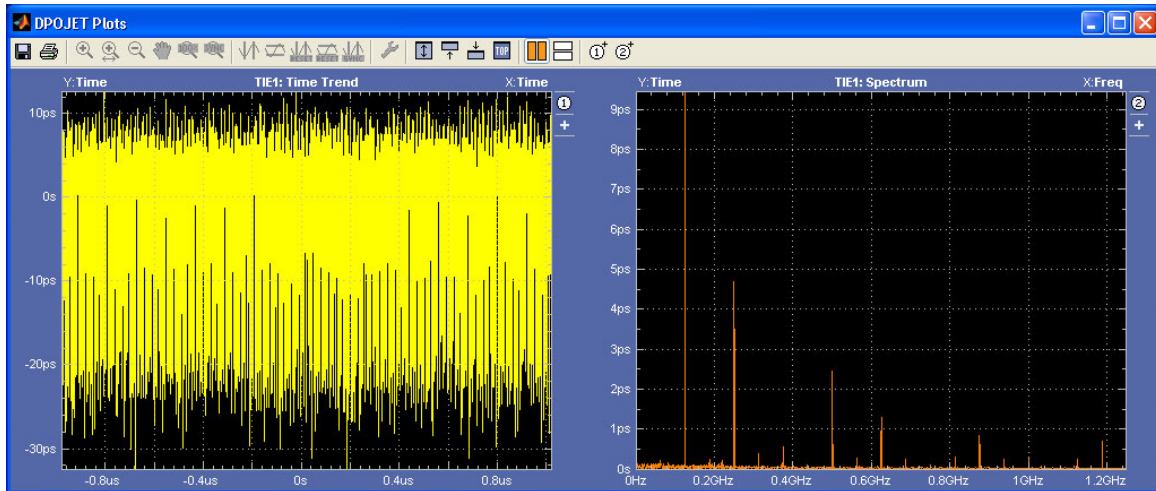 DPOJET Plots
TOP
Y:Time TIE1: Time Trend X:Time
10ps
0s
-10ps
-20ps
-30ps
-0.8us -0.4us 0s 0.4us 0.8us
1
+
Y:Time TIE1: Spectrum X:Freq
9ps
8ps
7ps
6ps
5ps
4ps
3ps
2ps
1ps
0s
0Hz 0.2GHz 0.4GHz 0.6GHz 0.8GHz 1GHz 1.2GHz
2
+